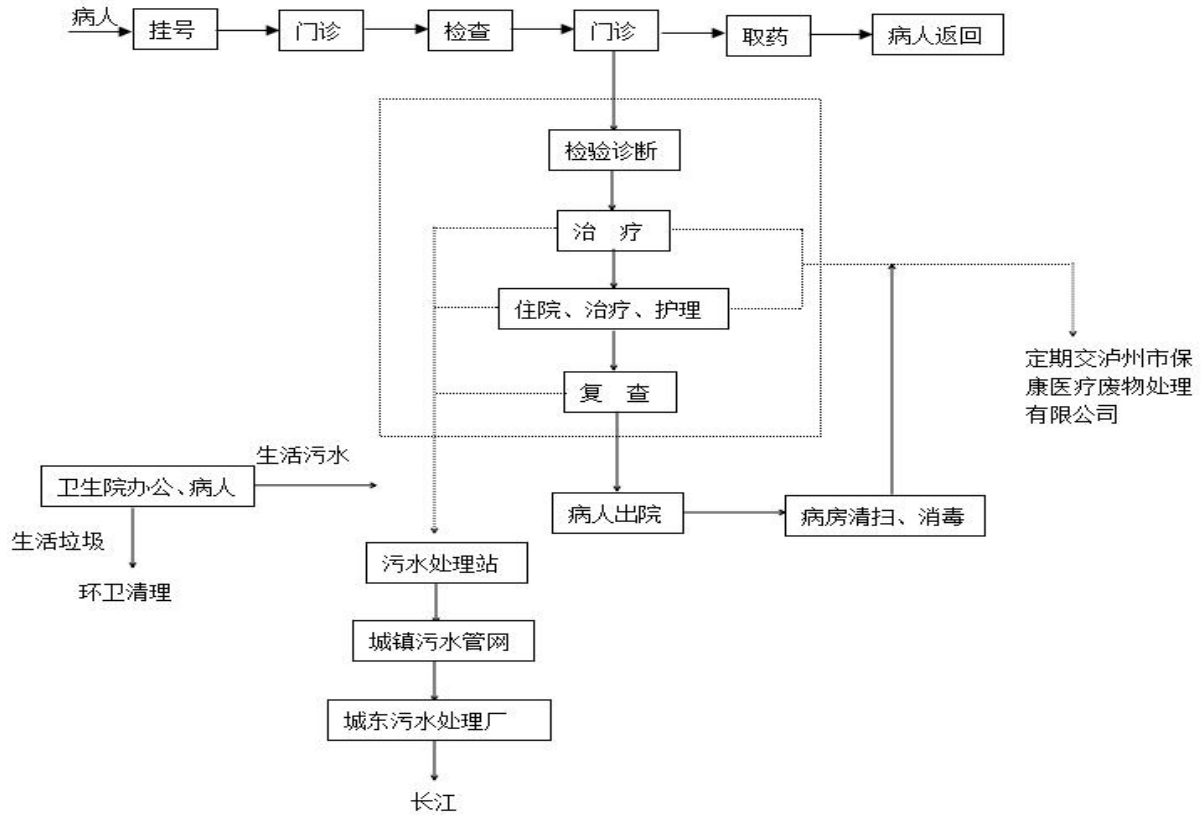 病人
挂号
门诊
检查
门诊
取药
病人返回
检验诊断
治 疗
住院、治疗、护理
复 查
定期交泸州市保
康医疗废物处理
有限公司
生活污水
卫生院办公、病人
病人出院
病房清扫、消毒
生活垃圾
环卫清理
污水处理站
城镇污水管网
城东污水处理厂
长江